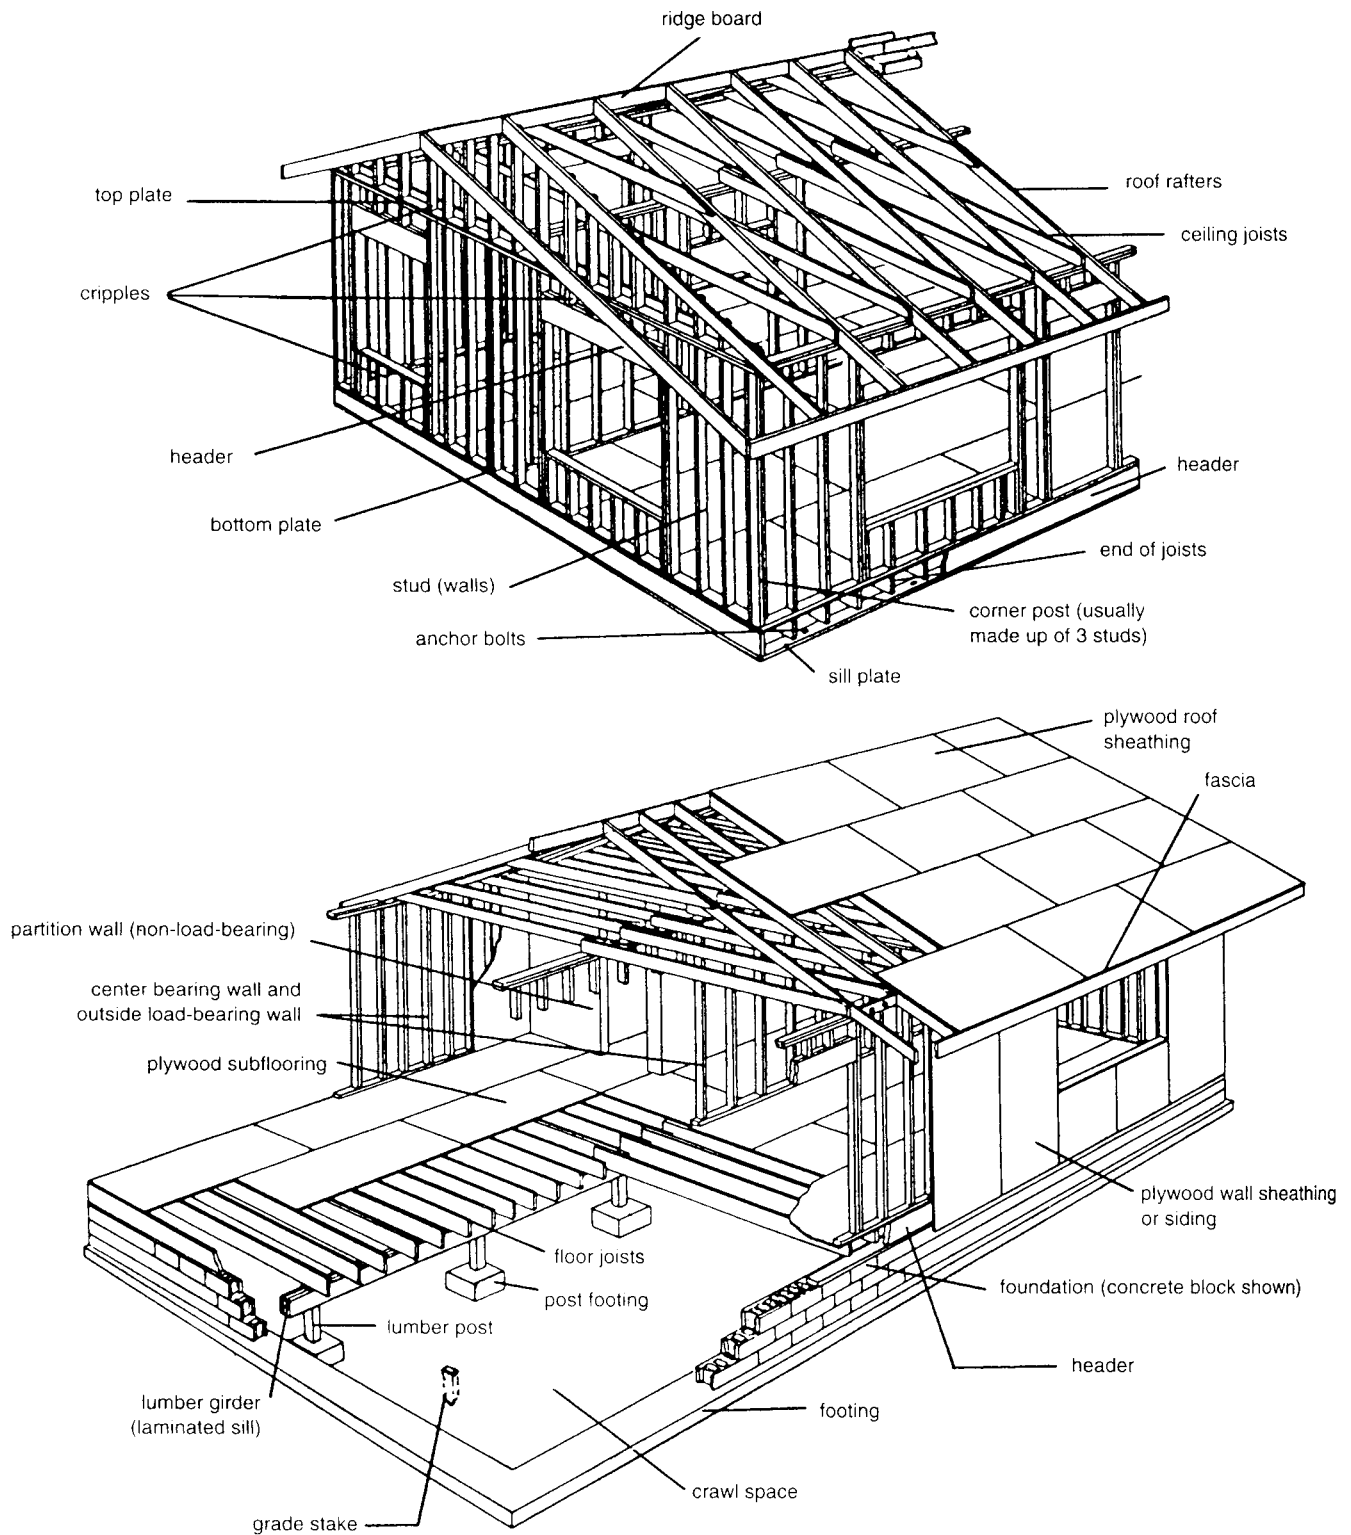 ridge board
top plate
roof rafters
ceiling joists
cripples
header
header
bottom plate
end of joists
stud (walls)
corner post (usually
made up of 3 studs)
anchor bolts
sill plate
plywood roof
sheathing
fascia
partition wall (non-load-bearing)
center bearing wall and
outside load-bearing wall
plywood subflooring
plywood wall sheathing
or siding
floor joists
foundation (concrete block shown)
post footing
lumber post
header
lumber girder
(laminated sill)
footing
crawl space
grade stake